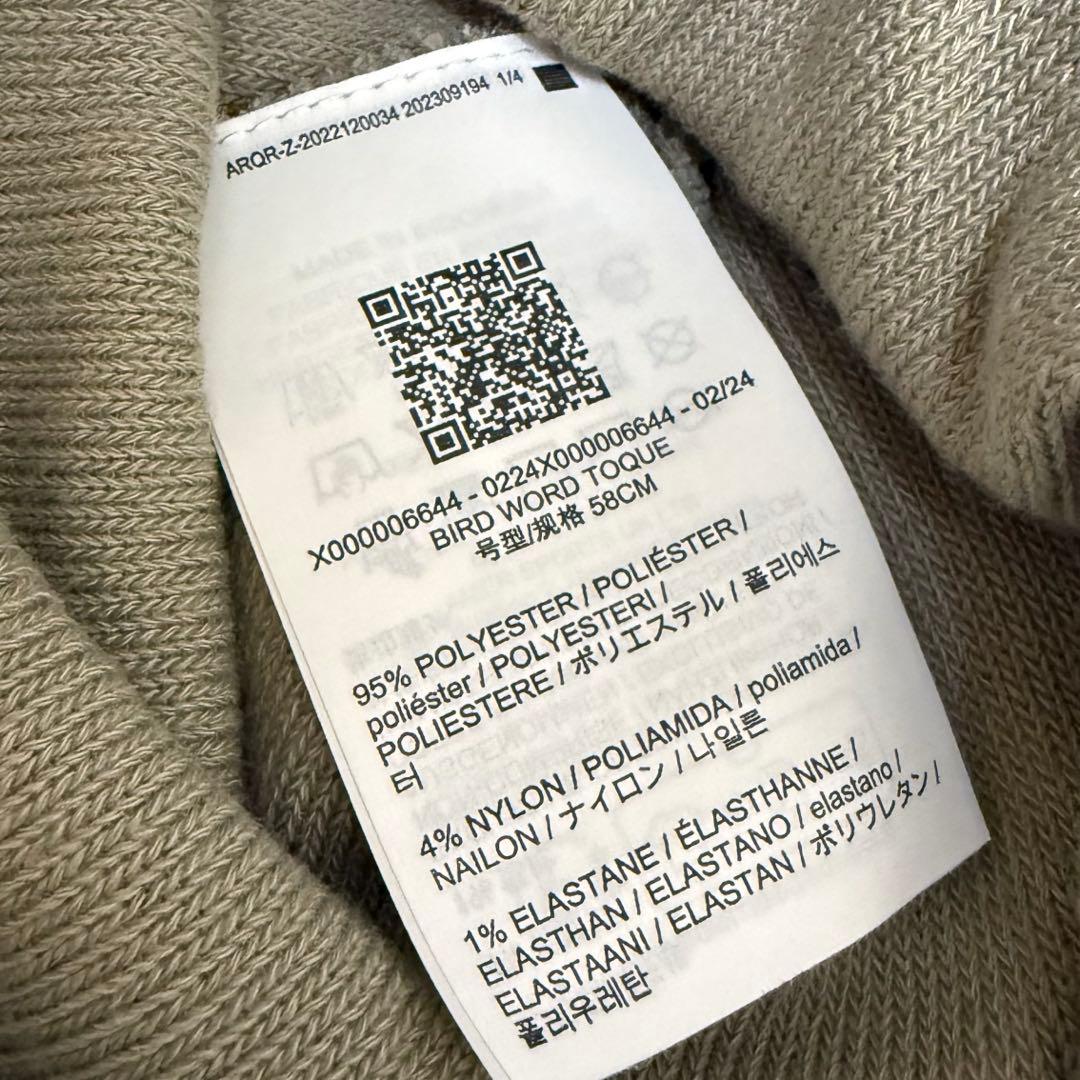 ARQR-Z-2022120034 202309194 1/4
X000006644 - 0224X000006644 - 02/24
BIRD WORD TOQUE
号型/规格 58CM
95% POLYESTER / POLIÉSTER /
poliéster / POLYESTERI /
POLIESTERE / ポリエステル / 폴리에스
터
4% NYLON / POLIAMIDA / poliamida /
NAILON / ナイロン / 나일론
1% ELASTANE / ÉLASTHANNE /
ELASTHAN / ELASTANO / elastano /
ELASTAANI / ELASTAN / ポリウレタン /
폴리우레탄